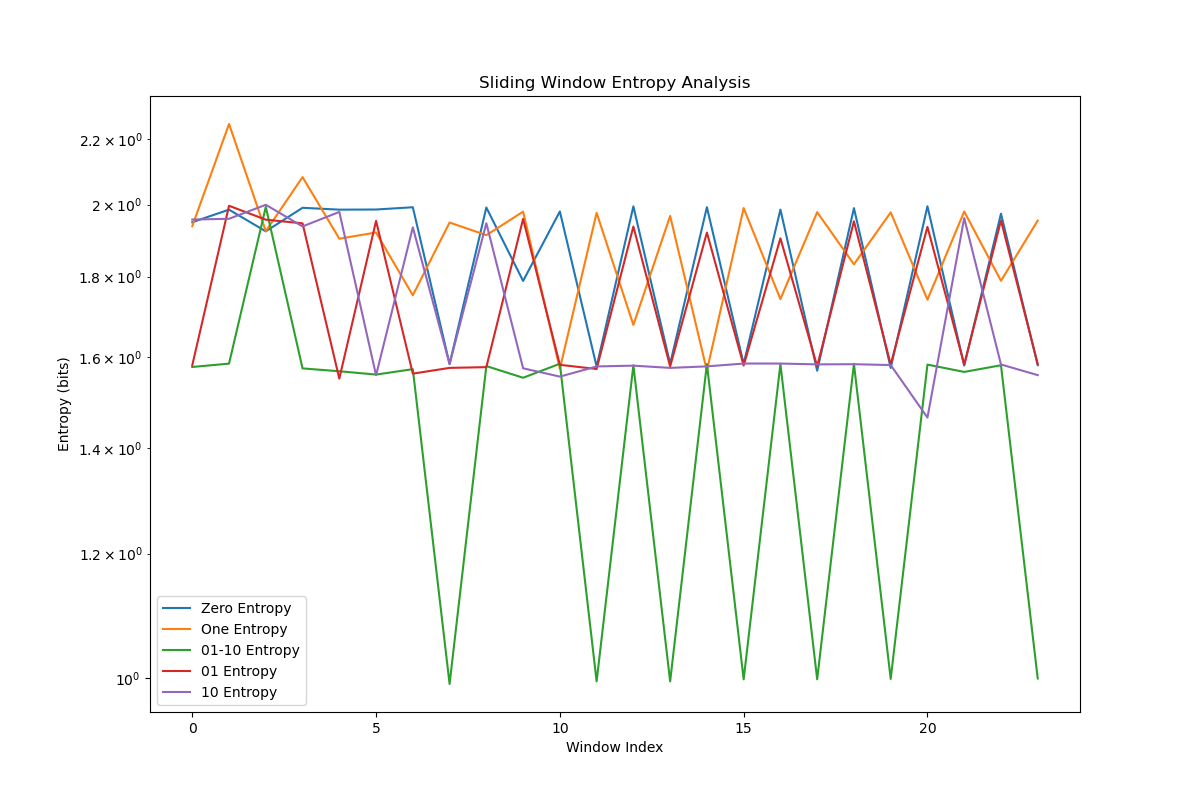 Sliding Window Entropy Analysis
2.2 × 10⁰
2 × 10⁰
1.8 × 10⁰
1.6 × 10⁰
1.4 × 10⁰
1.2 × 10⁰
10⁰
Entropy (bits)
Zero Entropy
One Entropy
01-10 Entropy
01 Entropy
10 Entropy
0 5 10 15 20
Window Index